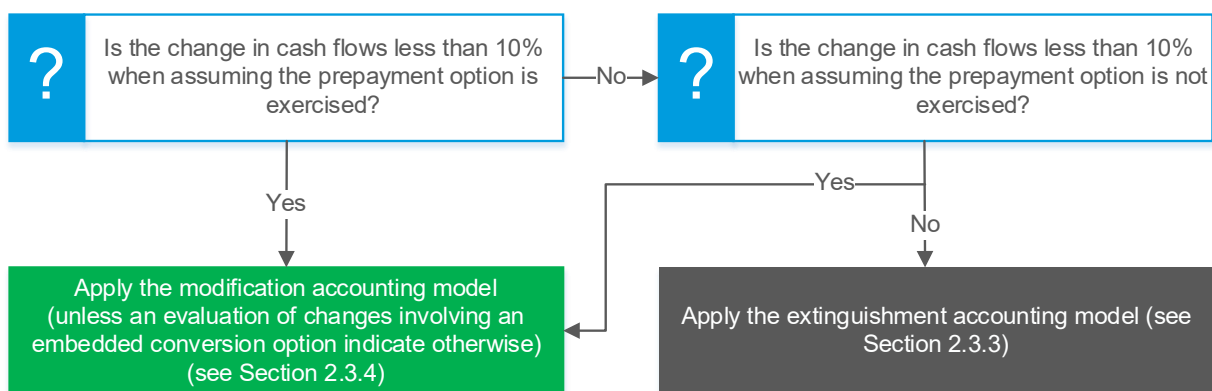 ?
Is the change in cash flows less than 10%
when assuming the prepayment option is
exercised?
No
?
Is the change in cash flows less than 10%
when assuming the prepayment option is not
exercised?
Yes
Yes
No
Apply the modification accounting model
(unless an evaluation of changes involving an
embedded conversion option indicate otherwise)
(see Section 2.3.4)
Apply the extinguishment accounting model (see
Section 2.3.3)